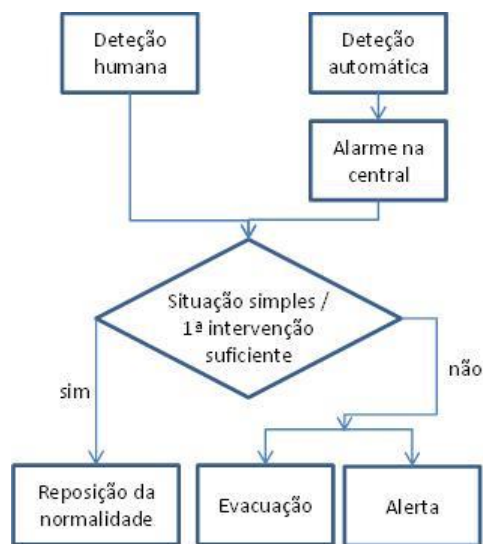 Deteção
humana
Deteção
automática
Alarme na
central
Situação simples /
1ª intervenção
suficiente
sim
não
Reposição da
normalidade
Evacuação
Alerta